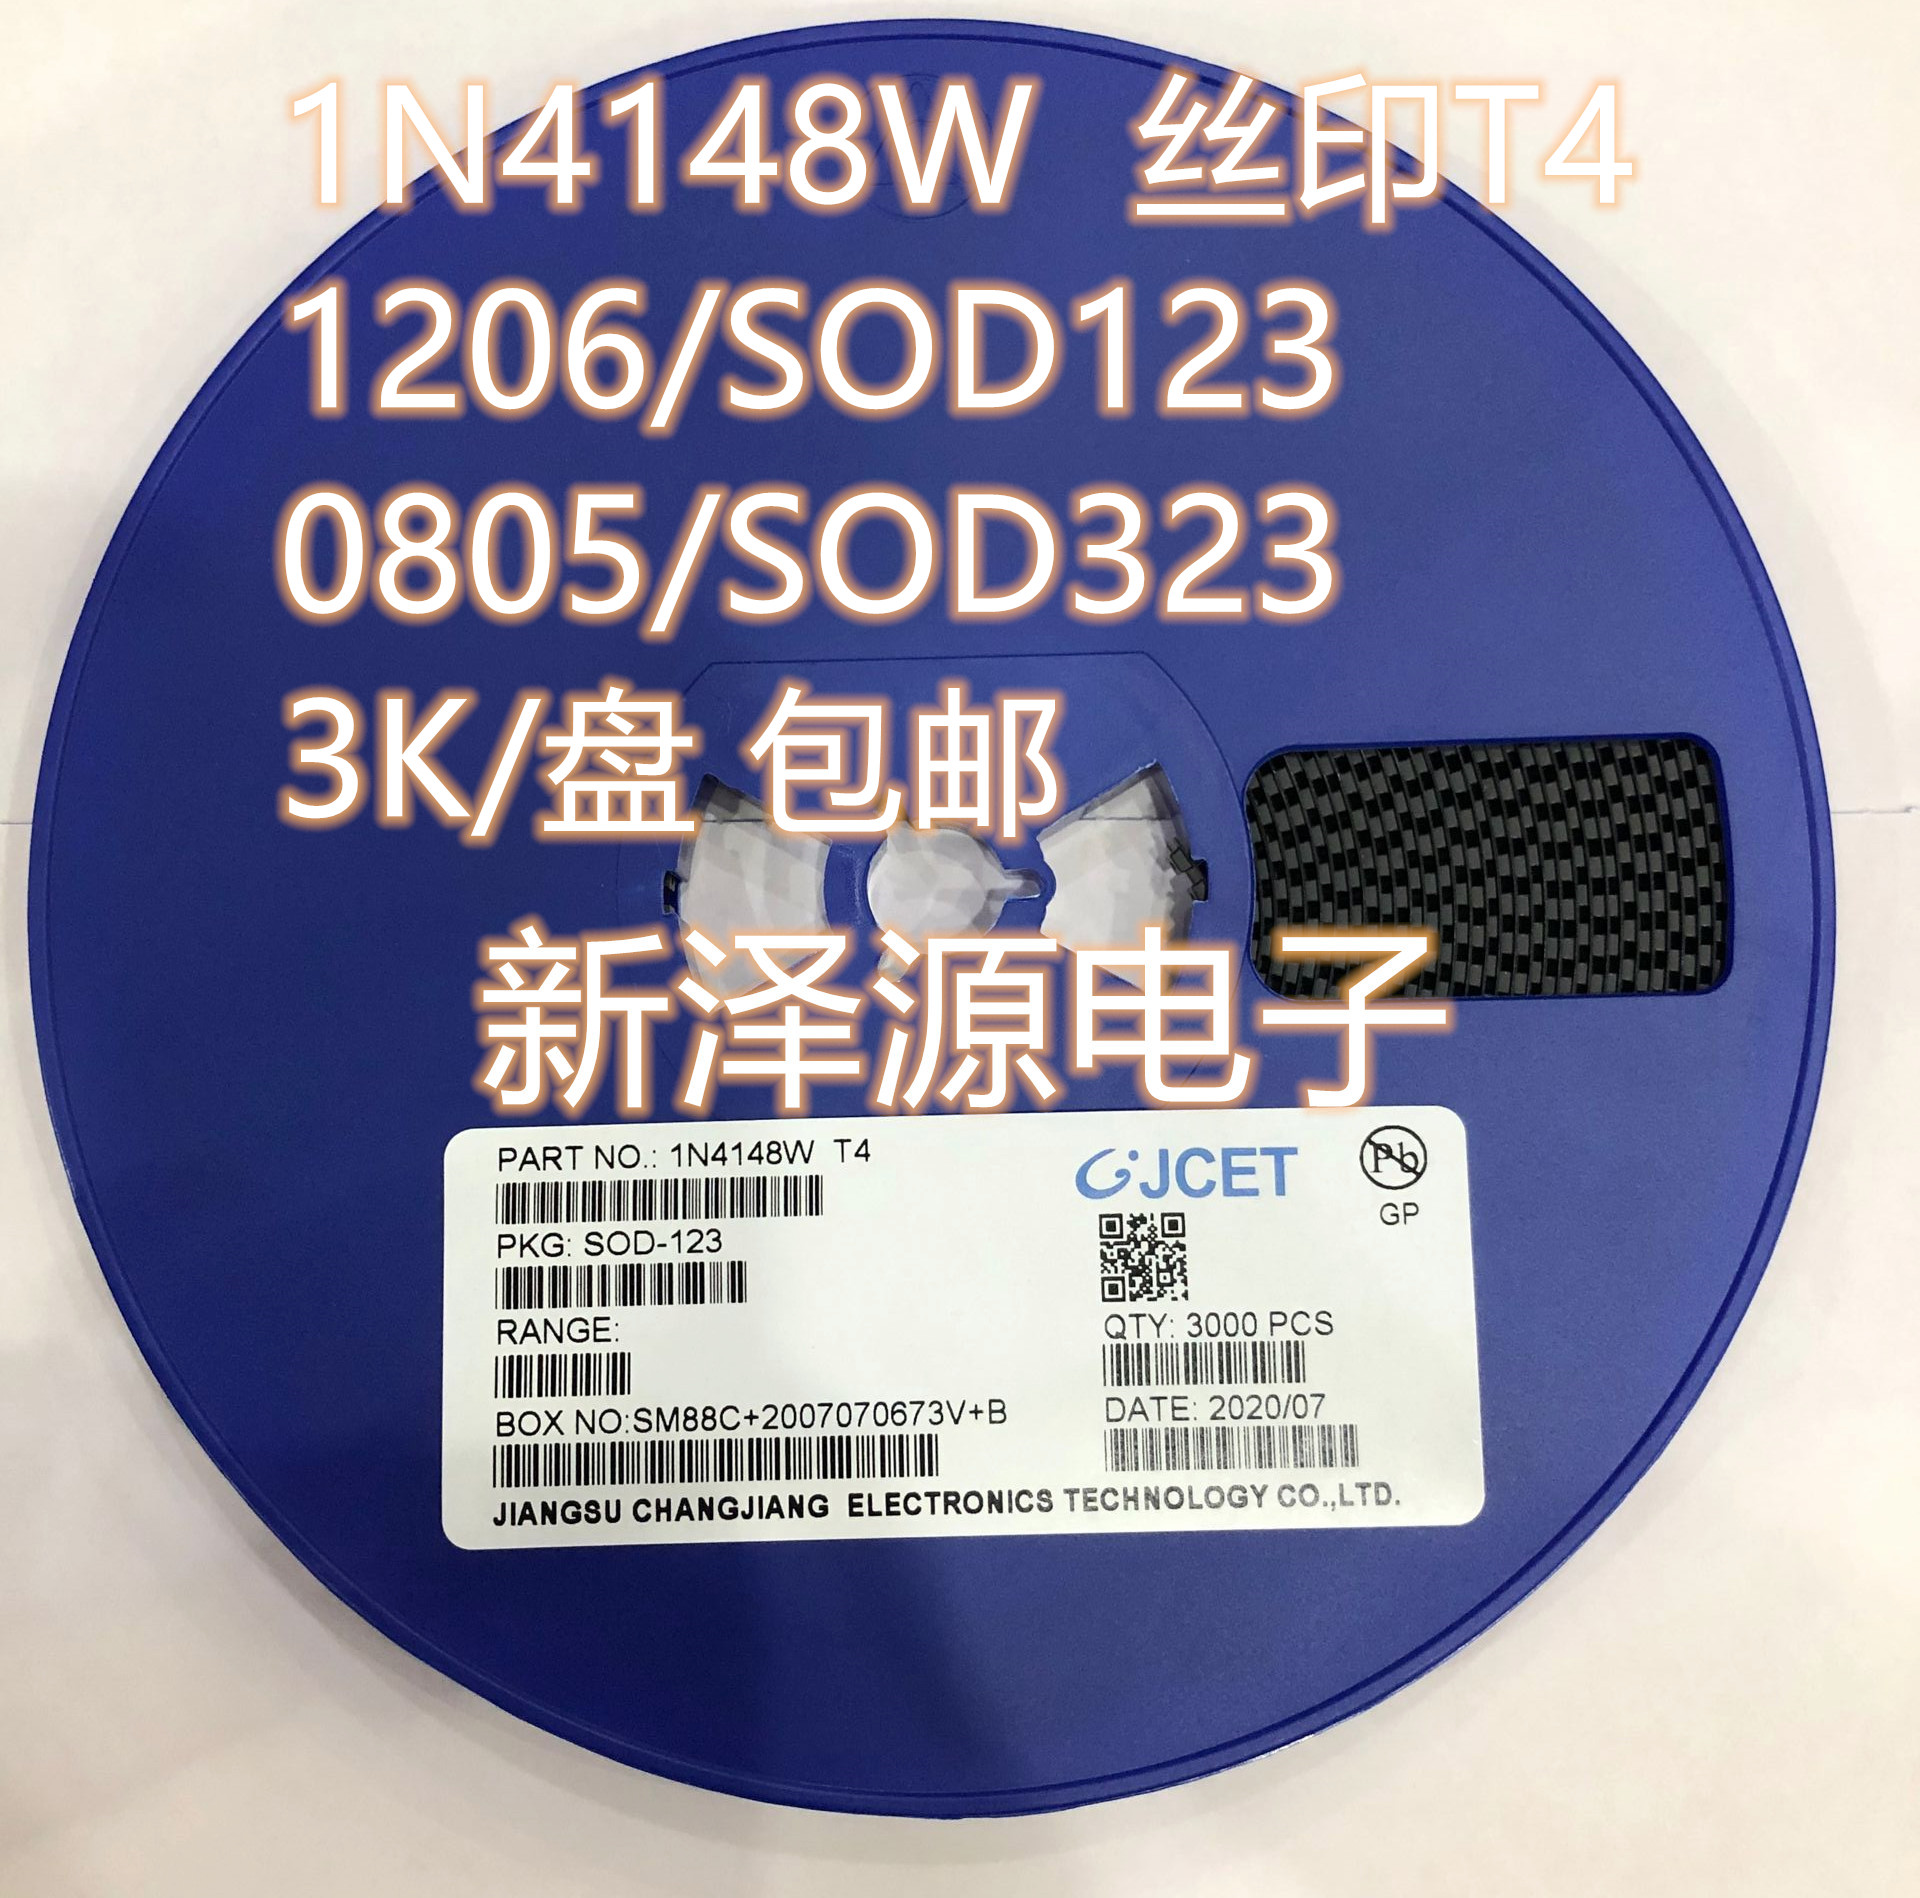 1N4148W 丝印T4
1206/SOD123
0805/SOD323
3K/盘 包邮
新泽源电子
PART NO.: 1N4148W T4
JCET
Pb
GP
PKG: SOD-123
RANGE:
QTY: 3000 PCS
BOX NO:SM88C+2007070673V+B
DATE: 2020/07
JIANGSU CHANGJIANG ELECTRONICS TECHNOLOGY CO.,LTD.